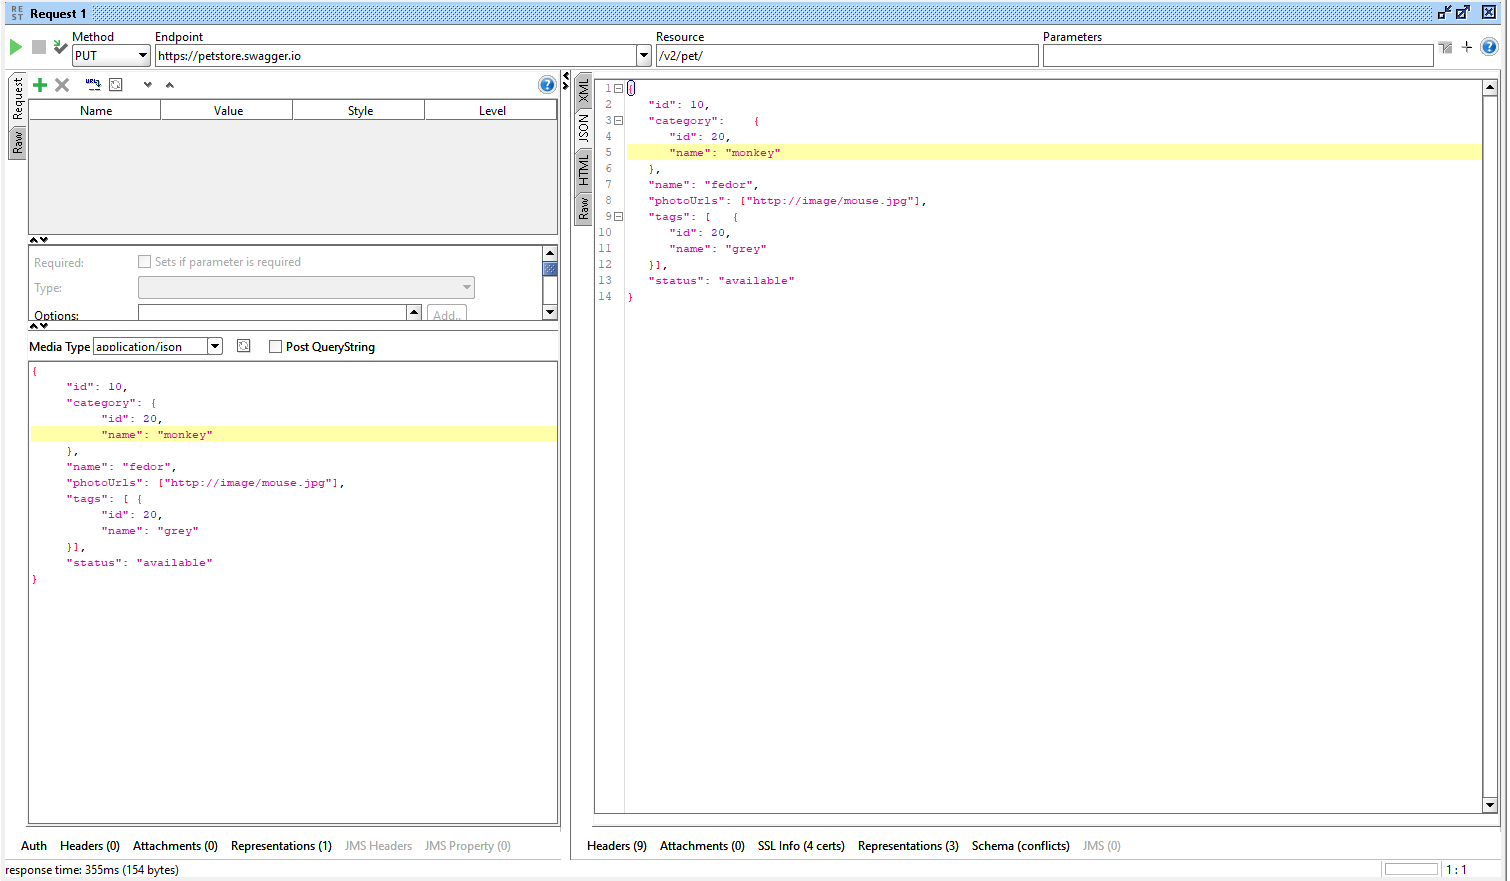 RE
ST
Request 1
Method
Endpoint
Resource
Parameters
PUT
https://petstore.swagger.io
/v2/pet/
Request
Raw
Name Value Style Level
Required: Sets if parameter is required
Type:
Options: Add..
Media Type application/json Post QueryString
{
"id": 10,
"category": {
"id": 20,
"name": "monkey"
},
"name": "fedor",
"photoUrls": ["http://image/mouse.jpg"],
"tags": [ {
"id": 20,
"name": "grey"
}],
"status": "available"
}
Auth Headers (0) Attachments (0) Representations (1) JMS Headers JMS Property (0)
XML
JSON
HTML
Raw
1 {
2 "id": 10,
3 "category": {
4 "id": 20,
5 "name": "monkey"
6 },
7 "name": "fedor",
8 "photoUrls": ["http://image/mouse.jpg"],
9 "tags": [ {
10 "id": 20,
11 "name": "grey"
12 }],
13 "status": "available"
14 }
Headers (9) Attachments (0) SSL Info (4 certs) Representations (3) Schema (conflicts) JMS (0)
response time: 355ms (154 bytes)
1 : 1